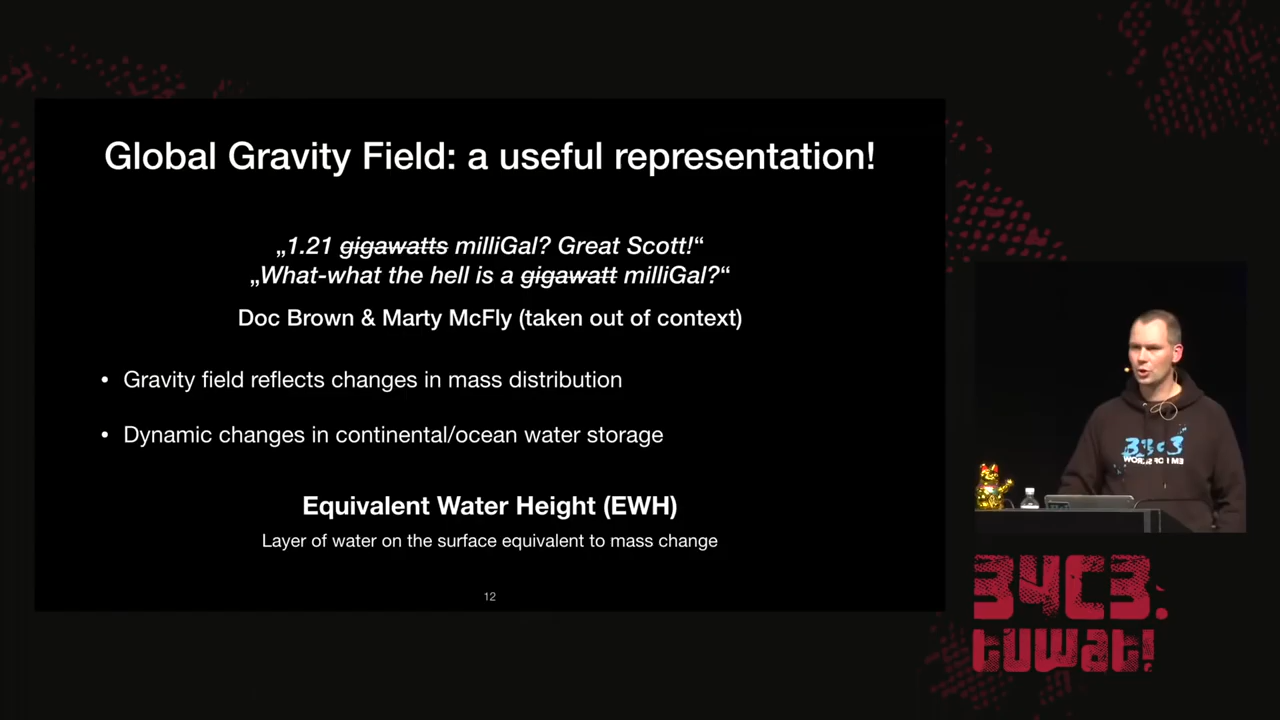 Global Gravity Field: a useful representation!
„1.21 gigawatts milliGal? Great Scott!“
„What-what the hell is a gigawatt milliGal?“
Doc Brown & Marty McFly (taken out of context)
• Gravity field reflects changes in mass distribution
• Dynamic changes in continental/ocean water storage
Equivalent Water Height (EWH)
Layer of water on the surface equivalent to mass change
12
34C3.
tuwat!